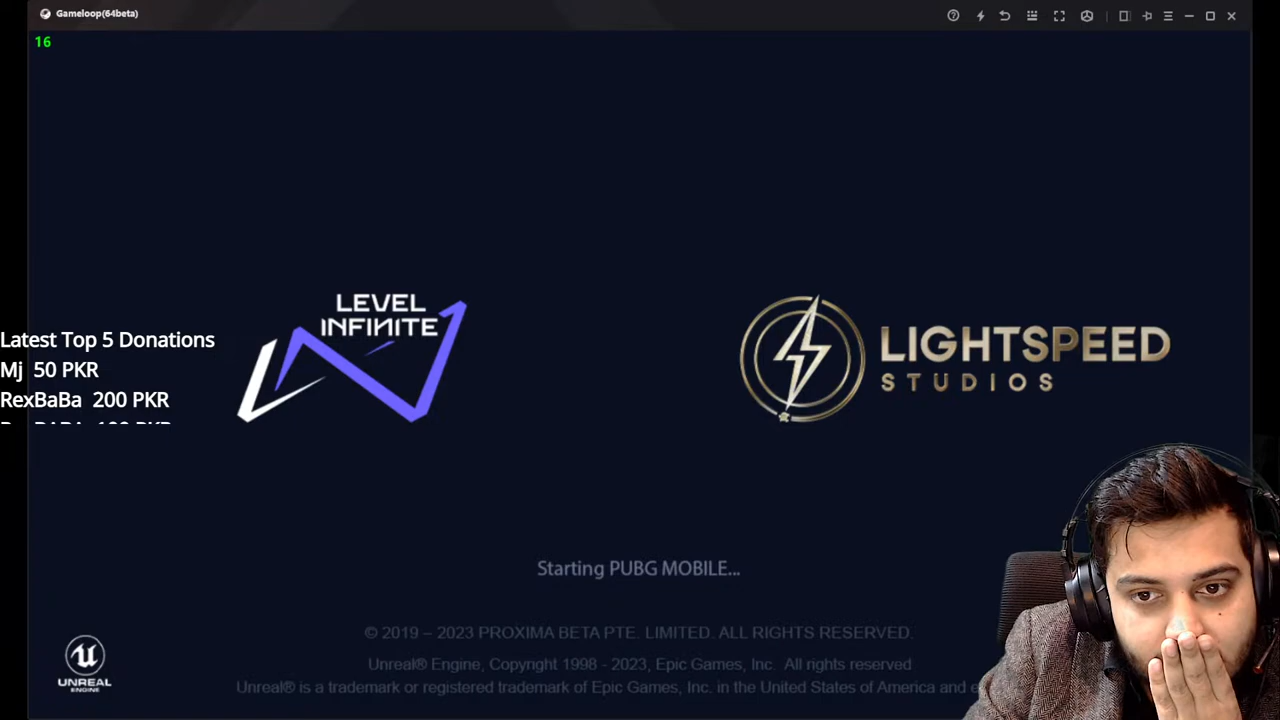 Gameloop(64beta)
16
LEVEL
INFINITE
LIGHTSPEED
STUDIOS
Latest Top 5 Donations
Mj 50 PKR
RexBaBa 200 PKR
Starting PUBG MOBILE...
© 2019 – 2023 PROXIMA BETA PTE. LIMITED. ALL RIGHTS RESERVED.
Unreal® Engine, Copyright 1998 - 2023, Epic Games, Inc. All rights reserved
Unreal® is a trademark or registered trademark of Epic Games, Inc. in the United States of America and
UNREAL
ENGINE